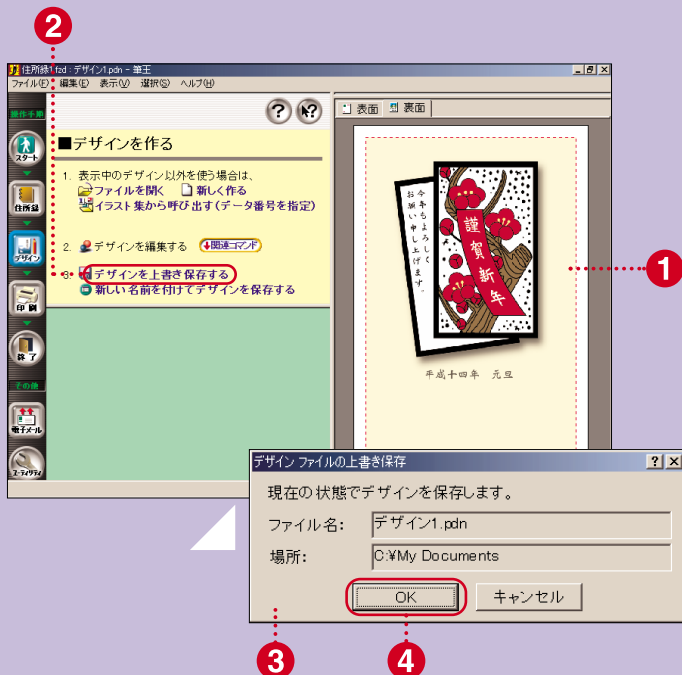 2
住所録1.fzd : デザイン1.pdn - 筆王
ファイル(F) 編集(E) 表示(V) 選択(S) ヘルプ(H)
操作手順
スタート
住所録
デザイン
印刷
終了
その他
電子メール
ユーティリティ
■デザインを作る
1. 表示中のデザイン以外を使う場合は、
ファイルを開く 新しく作る
イラスト集から呼び出す(データ番号を指定)
2. デザインを編集する (関連コマンド)
3. デザインを上書き保存する
新しい名前を付けてデザインを保存する
表面 裏面
謹賀新年
今年もよろしく
お願い申し上げます。
平成十四年 元旦
1
デザイン ファイルの上書き保存
現在の状態でデザインを保存します。
ファイル名: デザイン1.pdn
場所: C:¥My Documents
OK キャンセル
3
4